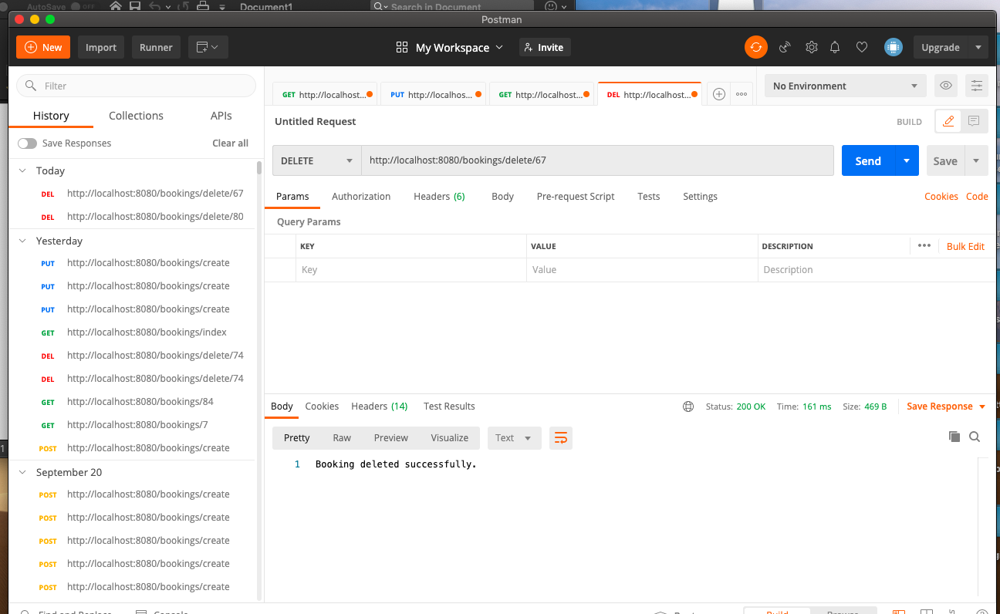 AutoSave OFF Document1 Search in Document
Postman
New Import Runner My Workspace Invite Upgrade
Filter
GET http://localhost... PUT http://localhos... GET http://localhost... DEL http://localhost... No Environment
History Collections APIs
Untitled Request BUILD
Save Responses Clear all
DELETE http://localhost:8080/bookings/delete/67 Send Save
Params Authorization Headers (6) Body Pre-request Script Tests Settings Cookies Code
Query Params
KEY VALUE DESCRIPTION Bulk Edit
Key Value Description
Today
DEL http://localhost:8080/bookings/delete/67
DEL http://localhost:8080/bookings/delete/80
Yesterday
PUT http://localhost:8080/bookings/create
PUT http://localhost:8080/bookings/create
PUT http://localhost:8080/bookings/create
GET http://localhost:8080/bookings/index
DEL http://localhost:8080/bookings/delete/74
DEL http://localhost:8080/bookings/delete/74
GET http://localhost:8080/bookings/84
GET http://localhost:8080/bookings/7
POST http://localhost:8080/bookings/create
September 20
POST http://localhost:8080/bookings/create
POST http://localhost:8080/bookings/create
POST http://localhost:8080/bookings/create
POST http://localhost:8080/bookings/create
POST http://localhost:8080/bookings/create
Body Cookies Headers (14) Test Results Status: 200 OK Time: 161 ms Size: 469 B Save Response
Pretty Raw Preview Visualize Text
1 Booking deleted successfully.
Find and Replace Console Build Browse